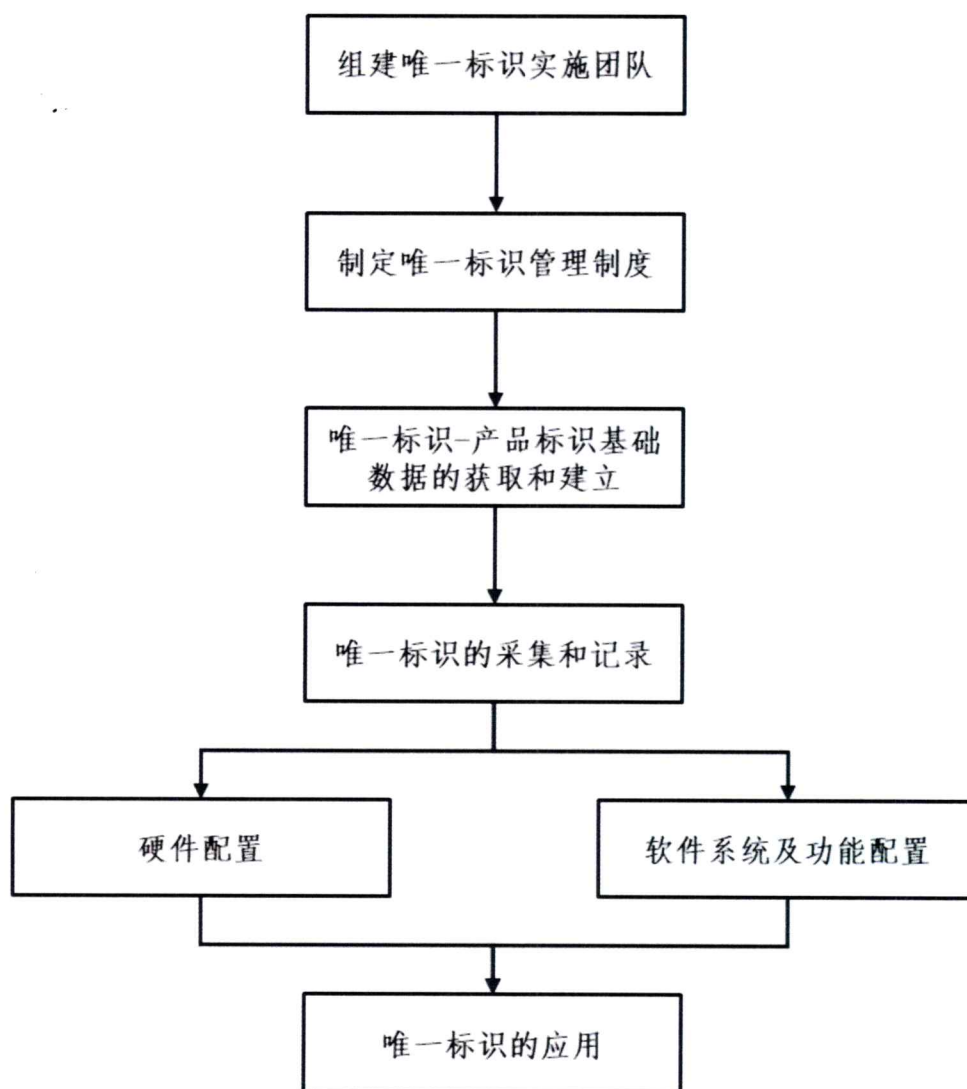 组建唯一标识实施团队
制定唯一标识管理制度
唯一标识-产品标识基础
数据的获取和建立
唯一标识的采集和记录
硬件配置
软件系统及功能配置
唯一标识的应用